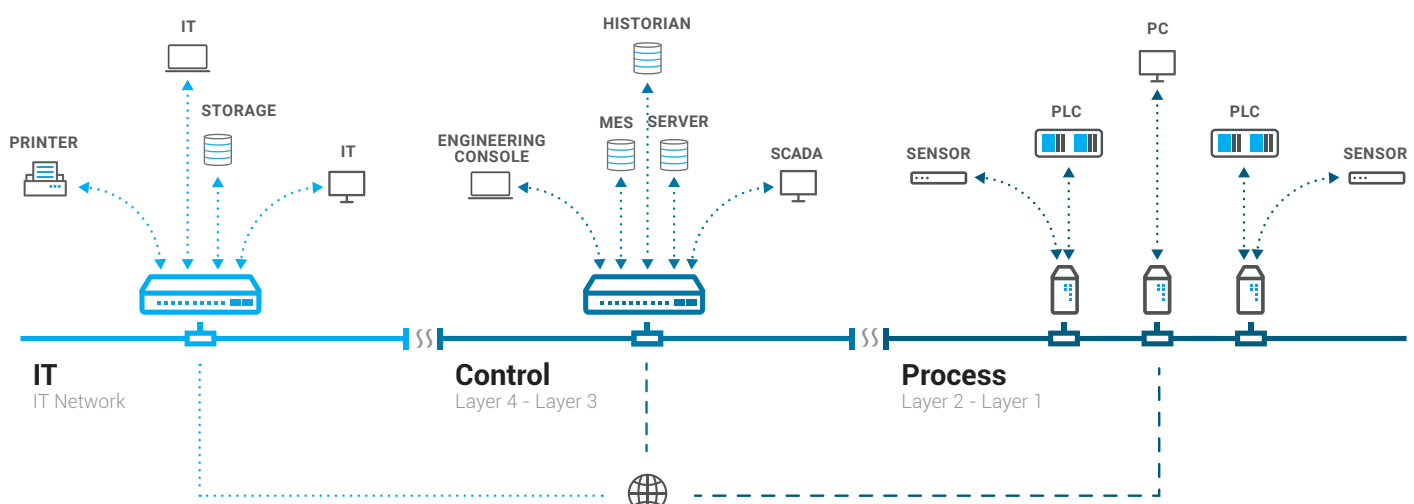 IT
HISTORIAN
PC
STORAGE
PLC
PLC
MES
SERVER
PRINTER
IT
ENGINEERING
CONSOLE
SCADA
SENSOR
SENSOR
IT
IT Network
Control
Layer 4 - Layer 3
Process
Layer 2 - Layer 1